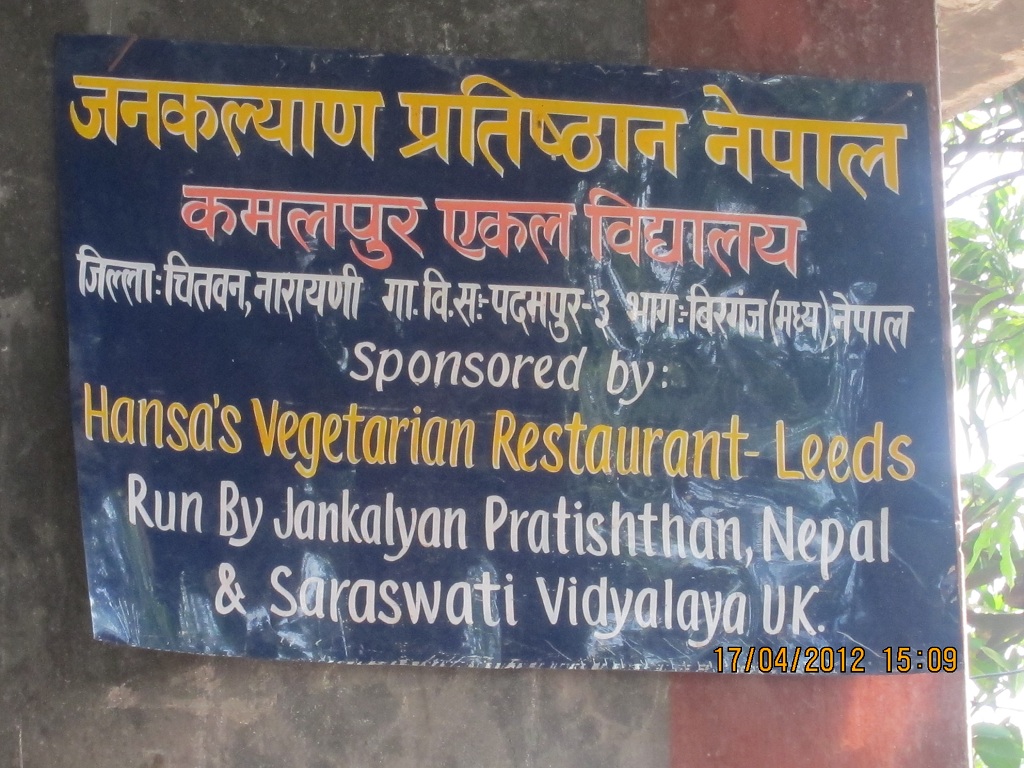 जनकल्याण प्रतिष्ठान नेपाल
कमलपुर एकल विद्यालय
जिल्लाः चितवन, नारायणी गा.वि.सः- पदमपुर-३ भागः- बिरगज (मध्य), नेपाल
Sponsored by:
Hansa's Vegetarian Restaurant- Leeds
Run By Jankalyan Pratishthan, Nepal
& Saraswati Vidyalaya UK.
17/04/2012 15:09